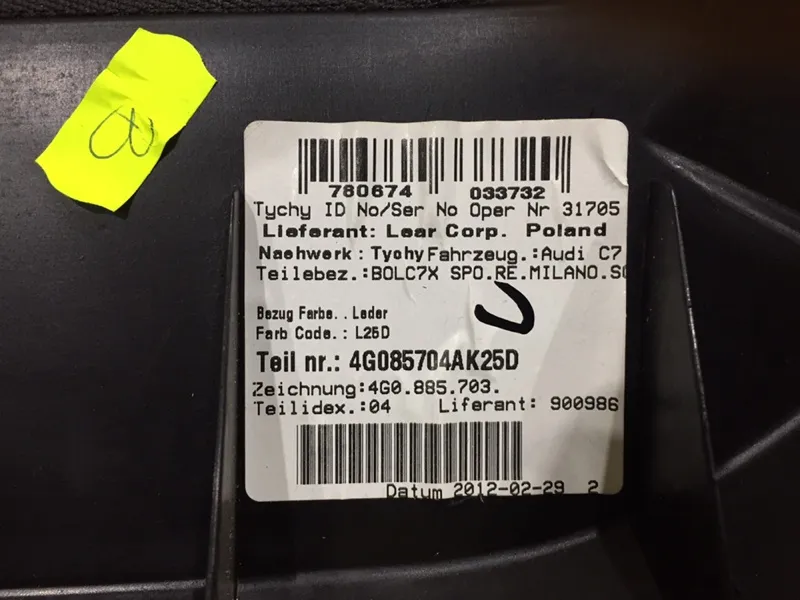 8
780674 033732
Tychy ID No/Ser No Oper Nr 31705
Lieferant: Lear Corp. Poland
Naehwerk : Tychy Fahrzeug.:Audi C7
Teilebez.:BOLC7X SPO.RE.MILANO.SO
Bezug Farbe. . Leder
Farb Code. : L25D
Teil nr.: 4G085704AK25D
Zeichnung:4G0.885.703.
Teilidex.:04 Liferant: 900986
Datum 2012-02-29 2